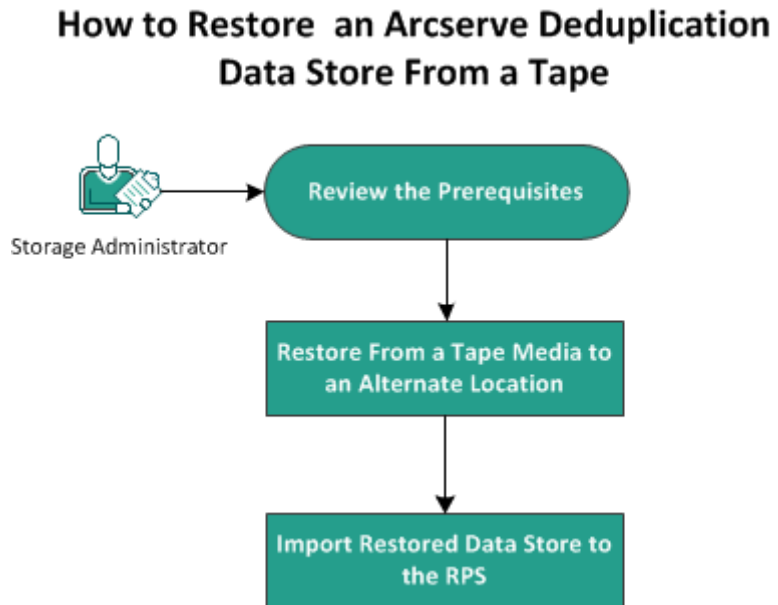 How to Restore an Arcserve Deduplication
Data Store From a Tape
Review the Prerequisites
Storage Administrator
Restore From a Tape Media to
an Alternate Location
Import Restored Data Store to
the RPS